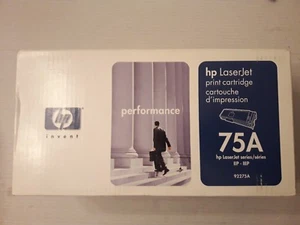 hp
invent
performance
hp LaserJet
print cartridge
cartouche
d'impression
75A
hp LaserJet series/séries
IIP - IIIP
92275A